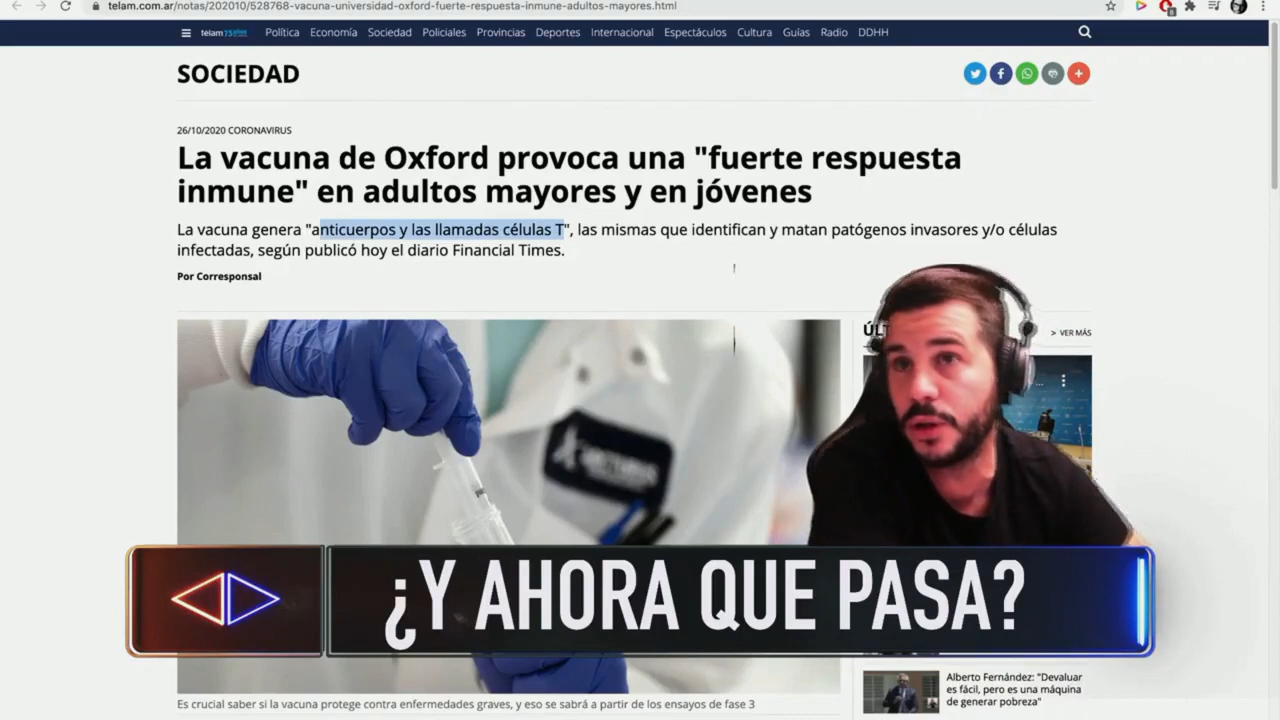 telam.com.ar/notas/202010/528768-vacuna-universidad-oxford-fuerte-respuesta-inmune-adultos-mayores.html
telam 75 Política Economía Sociedad Policiales Provincias Deportes Internacional Espectáculos Cultura Guías Radio DDHH
SOCIEDAD
26/10/2020 CORONAVIRUS
La vacuna de Oxford provoca una "fuerte respuesta
inmune" en adultos mayores y en jóvenes
La vacuna genera "anticuerpos y las llamadas células T", las mismas que identifican y matan patógenos invasores y/o células
infectadas, según publicó hoy el diario Financial Times.
Por Corresponsal
> VER MÁS
¿Y AHORA QUE PASA?
Alberto Fernández: "Devaluar
es fácil, pero es una máquina
de generar pobreza"
Es crucial saber si la vacuna protege contra enfermedades graves, y eso se sabrá a partir de los ensayos de fase 3